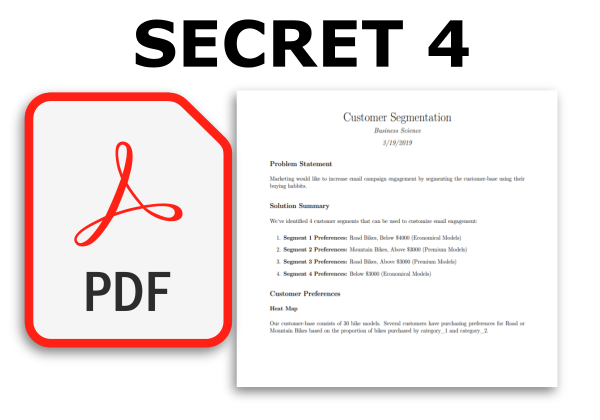 SECRET 4
PDF
Customer Segmentation
Business Science
3/19/2019
Problem Statement
Marketing would like to increase email campaign engagement by segmenting the customer-base using their
buying habbits.
Solution Summary
We've identified 4 customer segments that can be used to customize email engagement:
1. Segment 1 Preferences: Road Bikes, Below $4000 (Economical Models)
2. Segment 2 Preferences: Mountain Bikes, Above $3000 (Premium Models)
3. Segment 3 Preferences: Road Bikes, Above $3000 (Premium Models)
4. Segment 4 Preferences: Below $3000 (Economical Models)
Customer Preferences
Heat Map
Our customer-base consists of 30 bike models. Several customers have purchasing preferences for Road or
Mountain Bikes based on the proportion of bikes purchased by category_1 and category_2.